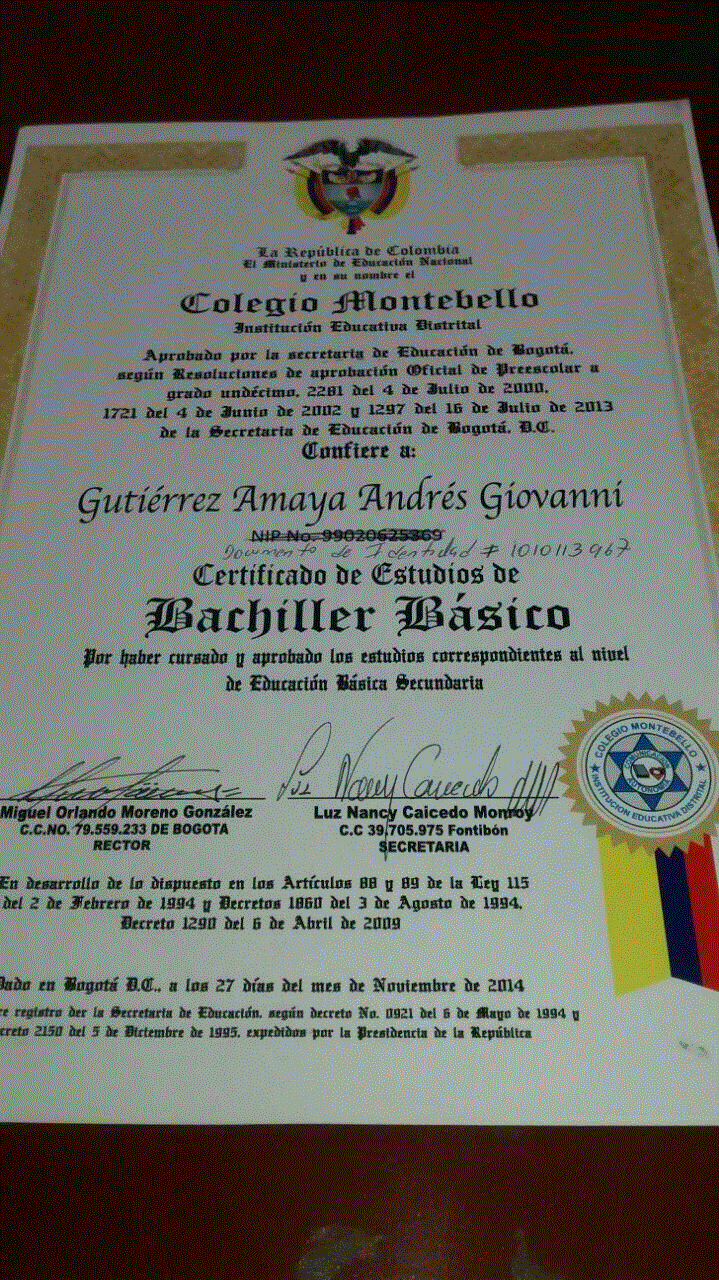 La República de Colombia
El Ministerio de Educación Nacional
y en su nombre el
Colegio Montebello
Institución Educativa Distrital
Aprobado por la secretaria de Educación de Bogotá,
según Resoluciones de aprobación Oficial de Preescolar a
grado undécimo, 2281 del 4 de Julio de 2000,
1721 del 4 de Junio de 2002 y 1297 del 16 de Julio de 2013
de la Secretaria de Educación de Bogotá, D.C.
Confiere a:
Gutiérrez Amaya Andrés Giovanni
NIP No. 99020625869
Documento de Identidad # 1010113967
Certificado de Estudios de
Bachiller Básico
Por haber cursado y aprobado los estudios correspondientes al nivel
de Educación Básica Secundaria
COLEGIO MONTEBELLO
INSTITUCION EDUCATIVA DISTRITAL
Luz Nancy Caicedo
Miguel Orlando Moreno González
C.C.NO. 79.559.233 DE BOGOTA
RECTOR
Luz Nancy Caicedo Monroy
C.C 39.705.975 Fontibón
SECRETARIA
En desarrollo de lo dispuesto en los Artículos 88 y 89 de la Ley 115
del 2 de Febrero de 1994 y Decretos 1860 del 3 de Agosto de 1994,
Decreto 1290 del 6 de Abril de 2009
Dado en Bogotá D.C., a los 27 días del mes de Noviembre de 2014
registro der la Secretaria de Educación, según decreto No. 0921 del 6 de Mayo de 1994 y
creto 2150 del 5 de Dictembre de 1995, expedidos por la Presidencia de la República